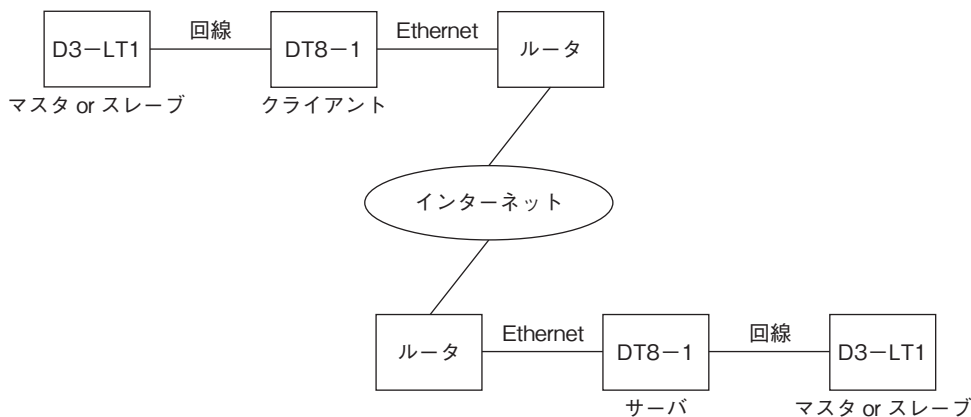 D3−LT1
回線
DT8−1
Ethernet
ルータ
マスタ or スレーブ
クライアント
インターネット
ルータ
Ethernet
DT8−1
回線
D3−LT1
サーバ
マスタ or スレーブ